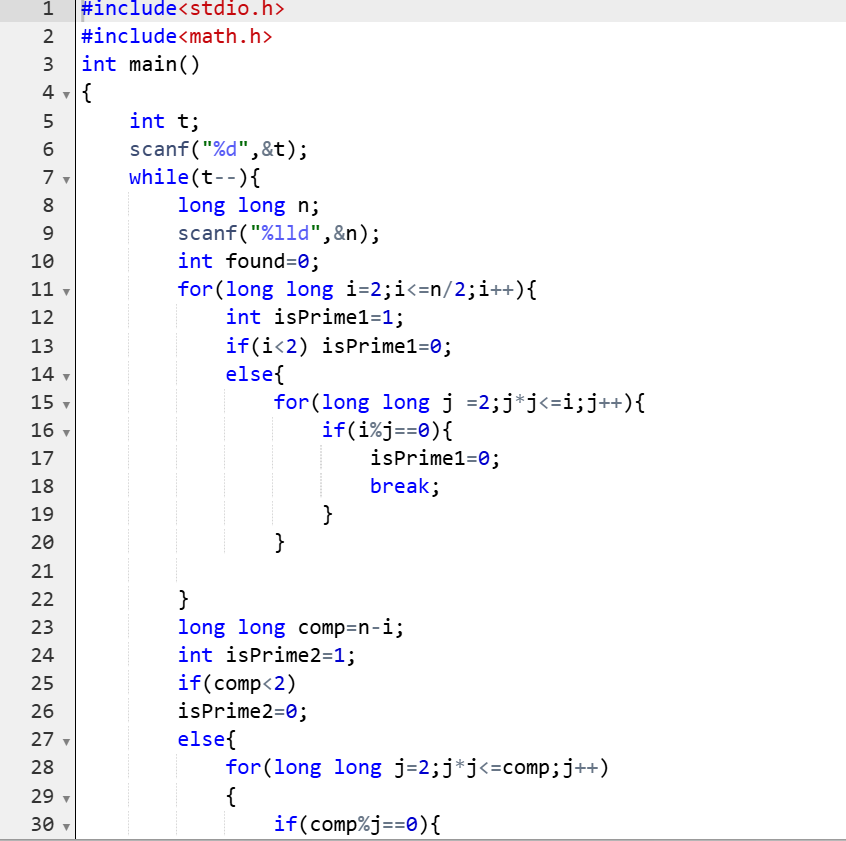 1 #include<stdio.h>
2 #include<math.h>
3 int main()
4 {
5     int t;
6     scanf("%d",&t);
7     while(t--){
8         long long n;
9         scanf("%lld",&n);
10         int found=0;
11         for(long long i=2;i<=n/2;i++){
12             int isPrime1=1;
13             if(i<2) isPrime1=0;
14             else{
15                 for(long long j =2;j*j<=i;j++){
16                     if(i%j==0){
17                         isPrime1=0;
18                         break;
19                     }
20                 }
21
22         }
23         long long comp=n-i;
24         int isPrime2=1;
25         if(comp<2)
26         isPrime2=0;
27         else{
28             for(long long j=2;j*j<=comp;j++)
29             {
30                 if(comp%j==0){